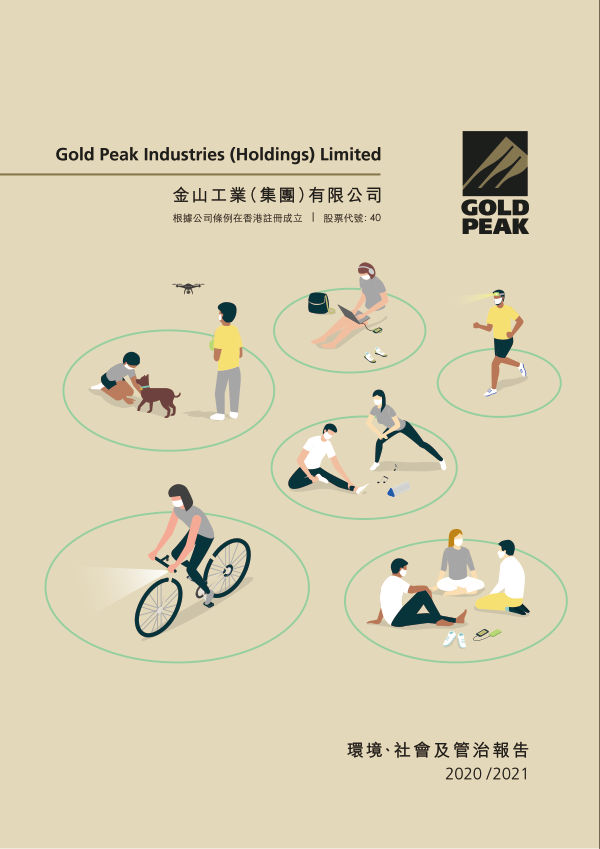 Gold Peak Industries (Holdings) Limited
金山工業(集團)有限公司
根據公司條例在香港註冊成立 | 股票代號: 40
GOLD
PEAK
環境、社會及管治報告
2020 /2021